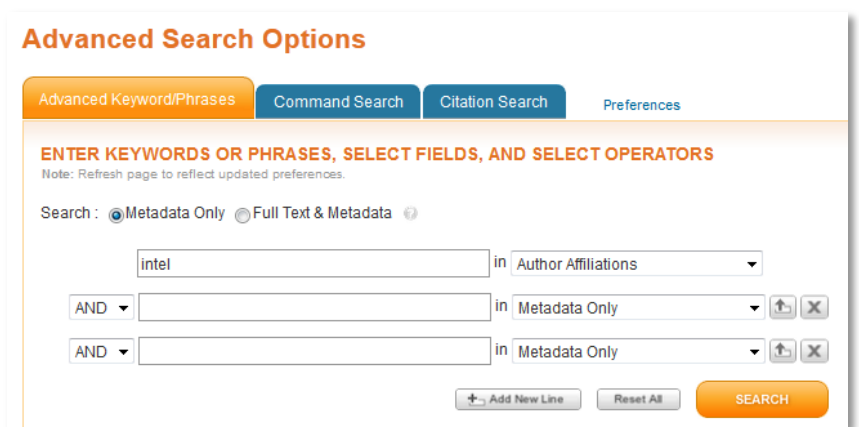 Advanced Search Options
Advanced Keyword/Phrases Command Search Citation Search Preferences
ENTER KEYWORDS OR PHRASES, SELECT FIELDS, AND SELECT OPERATORS
Note: Refresh page to reflect updated preferences.
Search : Metadata Only Full Text & Metadata ?
intel in Author Affiliations
AND in Metadata Only
AND in Metadata Only
Add New Line Reset All SEARCH